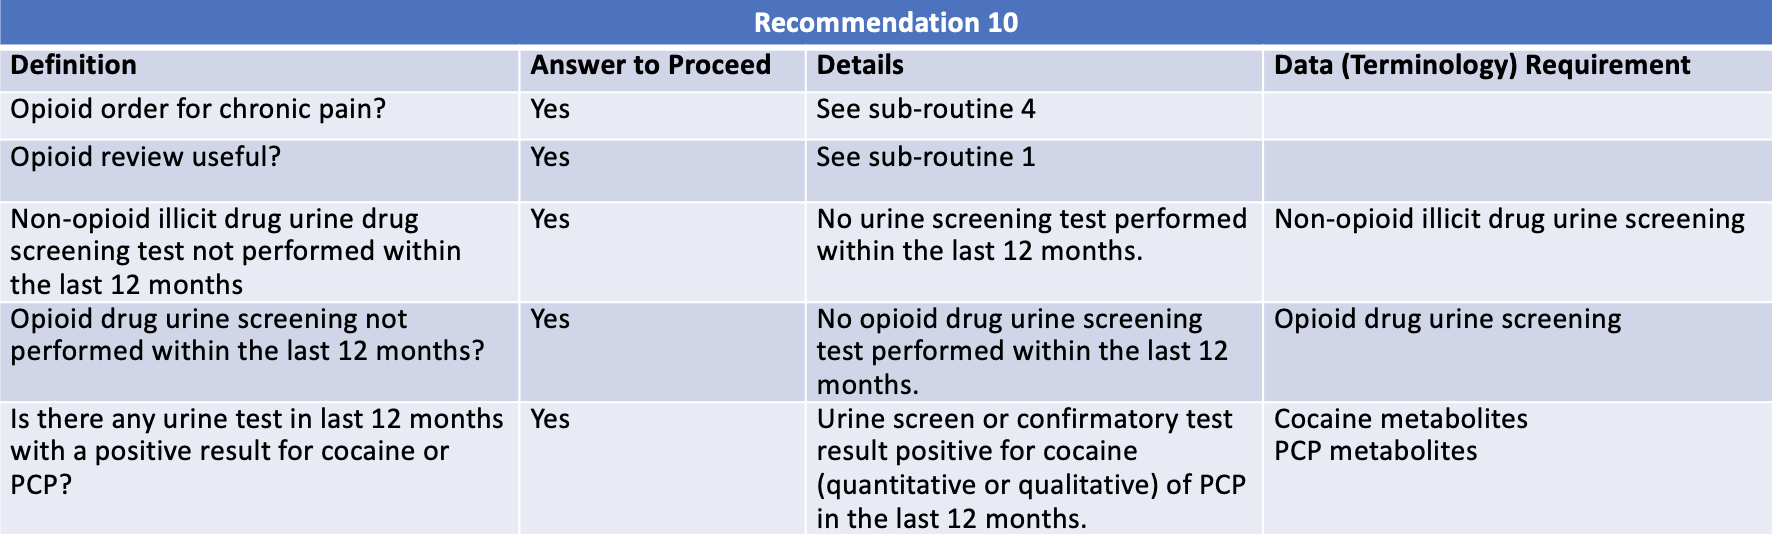 Recommendation 10
Definition
Answer to Proceed
Details
Data (Terminology) Requirement
Opioid order for chronic pain?
Yes
See sub-routine 4
Opioid review useful?
Yes
See sub-routine 1
Non-opioid illicit drug urine drug
screening test not performed within
the last 12 months
Yes
No urine screening test performed
within the last 12 months.
Non-opioid illicit drug urine screening
Opioid drug urine screening not
performed within the last 12 months?
Yes
No opioid drug urine screening
test performed within the last 12
months.
Opioid drug urine screening
Is there any urine test in last 12 months
with a positive result for cocaine or
PCP?
Yes
Urine screen or confirmatory test
result positive for cocaine
(quantitative or qualitative) of PCP
in the last 12 months.
Cocaine metabolites
PCP metabolites